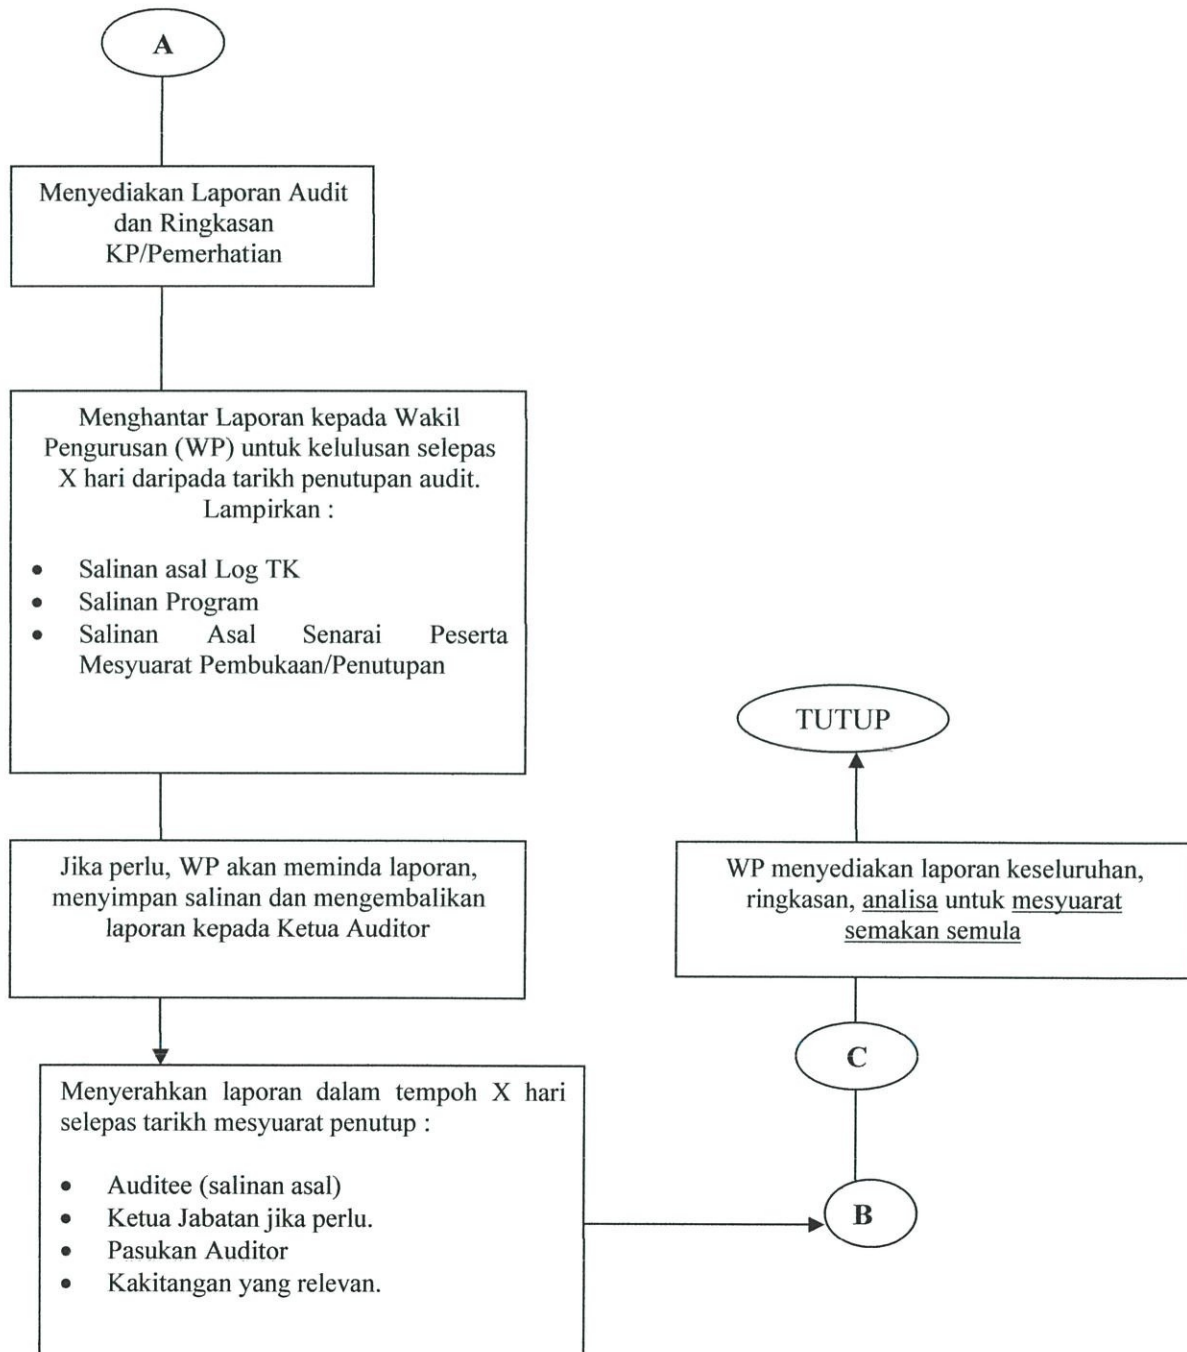 A
Menyediakan Laporan Audit
dan Ringkasan
KP/Pemerhatian
Menghantar Laporan kepada Wakil
Pengurusan (WP) untuk kelulusan selepas
X hari daripada tarikh penutupan audit.
Lampirkan :
• Salinan asal Log TK
• Salinan Program
• Salinan Asal Senarai Peserta
Mesyuarat Pembukaan/Penutupan
Jika perlu, WP akan meminda laporan,
menyimpan salinan dan mengembalikan
laporan kepada Ketua Auditor
Menyerahkan laporan dalam tempoh X hari
selepas tarikh mesyuarat penutup :
• Auditee (salinan asal)
• Ketua Jabatan jika perlu.
• Pasukan Auditor
• Kakitangan yang relevan.
B
C
WP menyediakan laporan keseluruhan,
ringkasan, analisa untuk mesyuarat
semakan semula
TUTUP